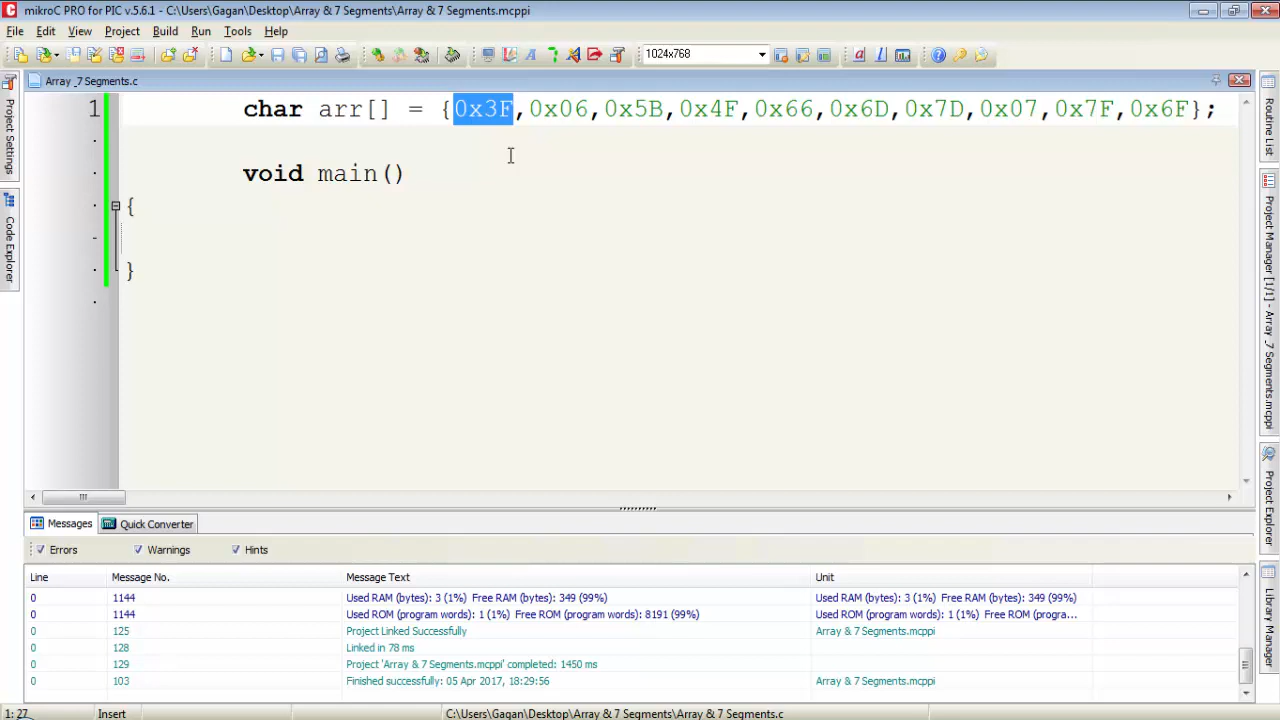 mikroC PRO for PIC v.5.6.1 - C:\Users\Gagan\Desktop\Array & 7 Segments\Array & 7 Segments.mcppi
File Edit View Project Build Run Tools Help
1024x768
Array _7 Segments.c
1 char arr[] = {0x3F,0x06,0x5B,0x4F,0x66,0x6D,0x7D,0x07,0x7F,0x6F};
void main()
{
}
Project Settings
Code Explorer
Routine List
Project Manager [1/1] - Array _7 Segments.mcppi
Project Explorer
Library Manager
Messages Quick Converter
Errors Warnings Hints
Line Message No. Message Text Unit
0 1144 Used RAM (bytes): 3 (1%) Free RAM (bytes): 349 (99%) Used RAM (bytes): 3 (1%) Free RAM (bytes): 349 (99%)
0 1144 Used ROM (program words): 1 (1%) Free ROM (program words): 8191 (99%) Used ROM (program words): 1 (1%) Free ROM (progra...
0 125 Project Linked Successfully Array & 7 Segments.mcppi
0 128 Linked in 78 ms
0 129 Project 'Array & 7 Segments.mcppi' completed: 1450 ms
0 103 Finished successfully: 05 Apr 2017, 18:29:56 Array & 7 Segments.mcppi
1: 27 Insert C:\Users\Gagan\Desktop\Array & 7 Segments\Array & 7 Segments.c